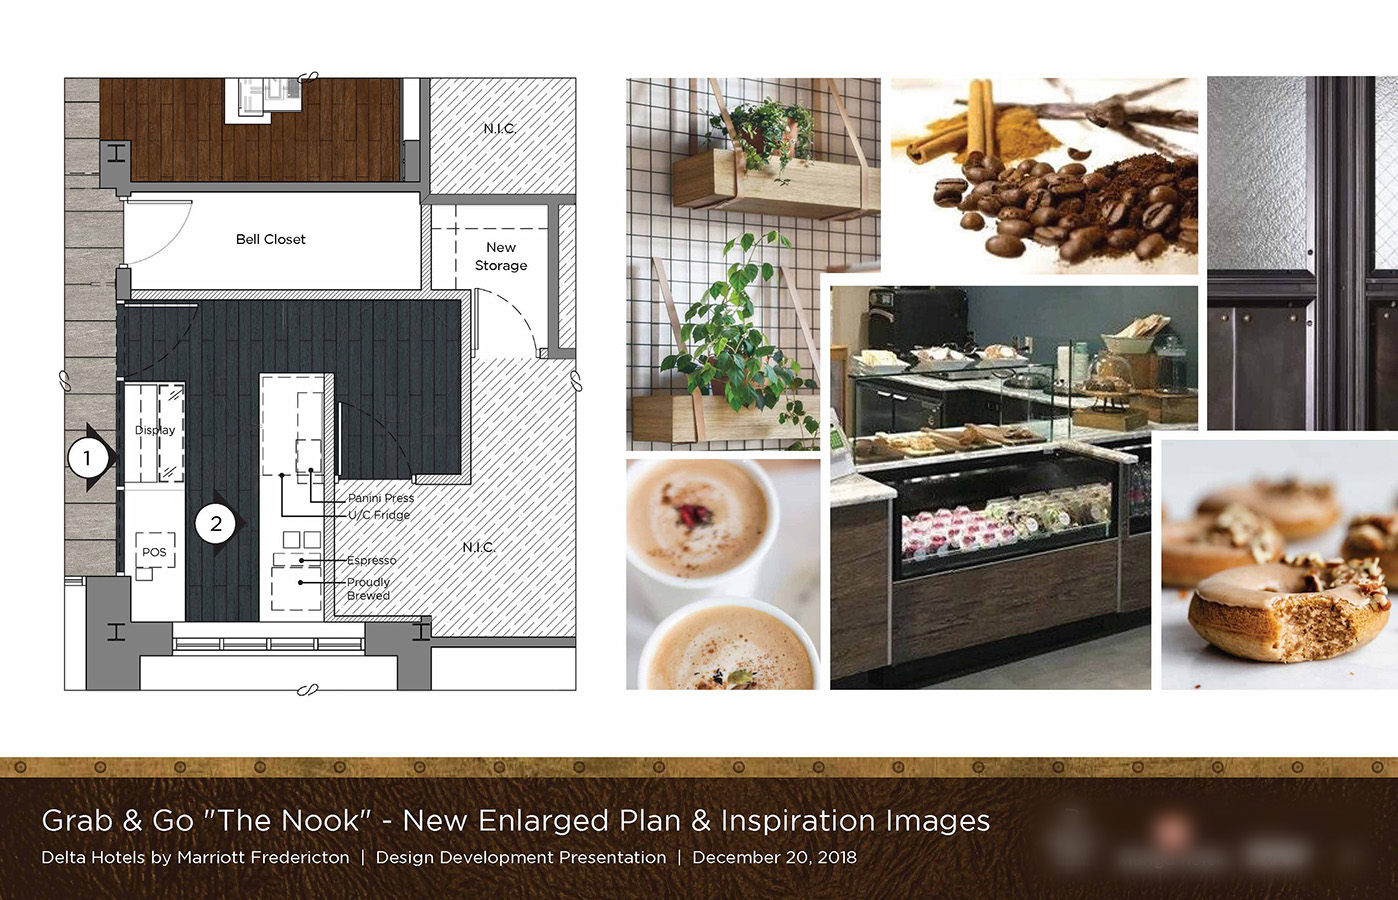 N.I.C.
Bell Closet
New
Storage
Display
1
2
Panini Press
U/C Fridge
POS
N.I.C.
Espresso
Proudly
Brewed
Grab & Go "The Nook" - New Enlarged Plan & Inspiration Images
Delta Hotels by Marriott Fredericton | Design Development Presentation | December 20, 2018